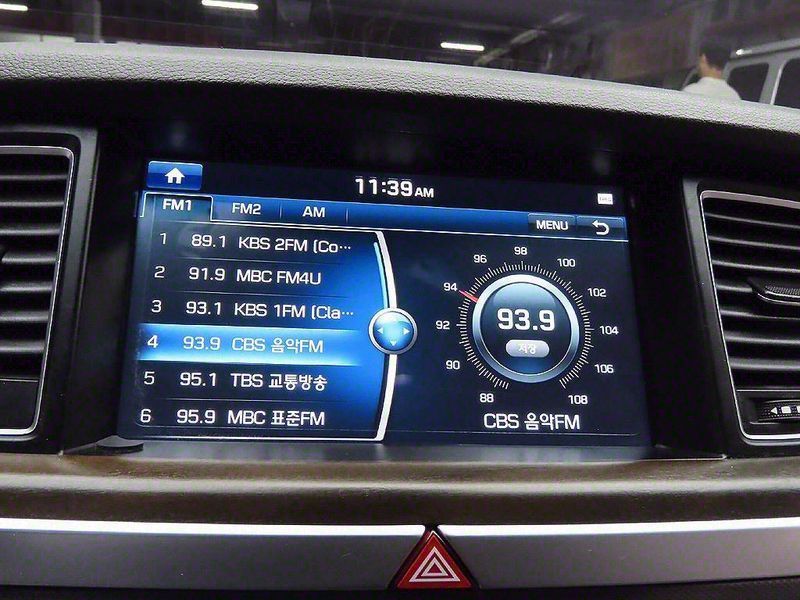 11:39 AM
FM1 FM2 AM MENU
1 89.1 KBS 2FM (Co…
2 91.9 MBC FM4U
3 93.1 KBS 1FM (Cla…
4 93.9 CBS 음악FM
5 95.1 TBS 교통방송
6 95.9 MBC 표준FM
88 90 92 94 96 98 100 102 104 106 108
93.9
저장
CBS 음악FM